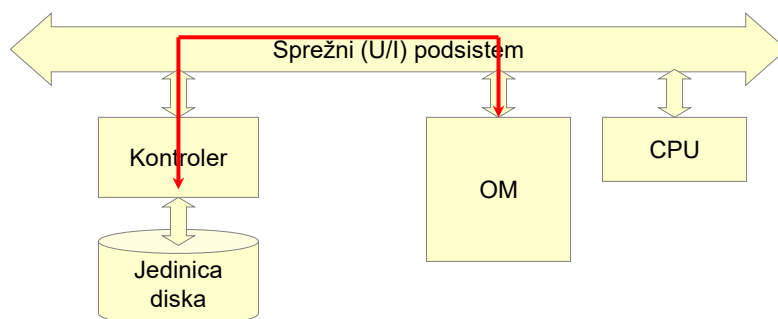 Sprežni (U/I) podsistem
Kontroler
OM
CPU
Jedinica
diska